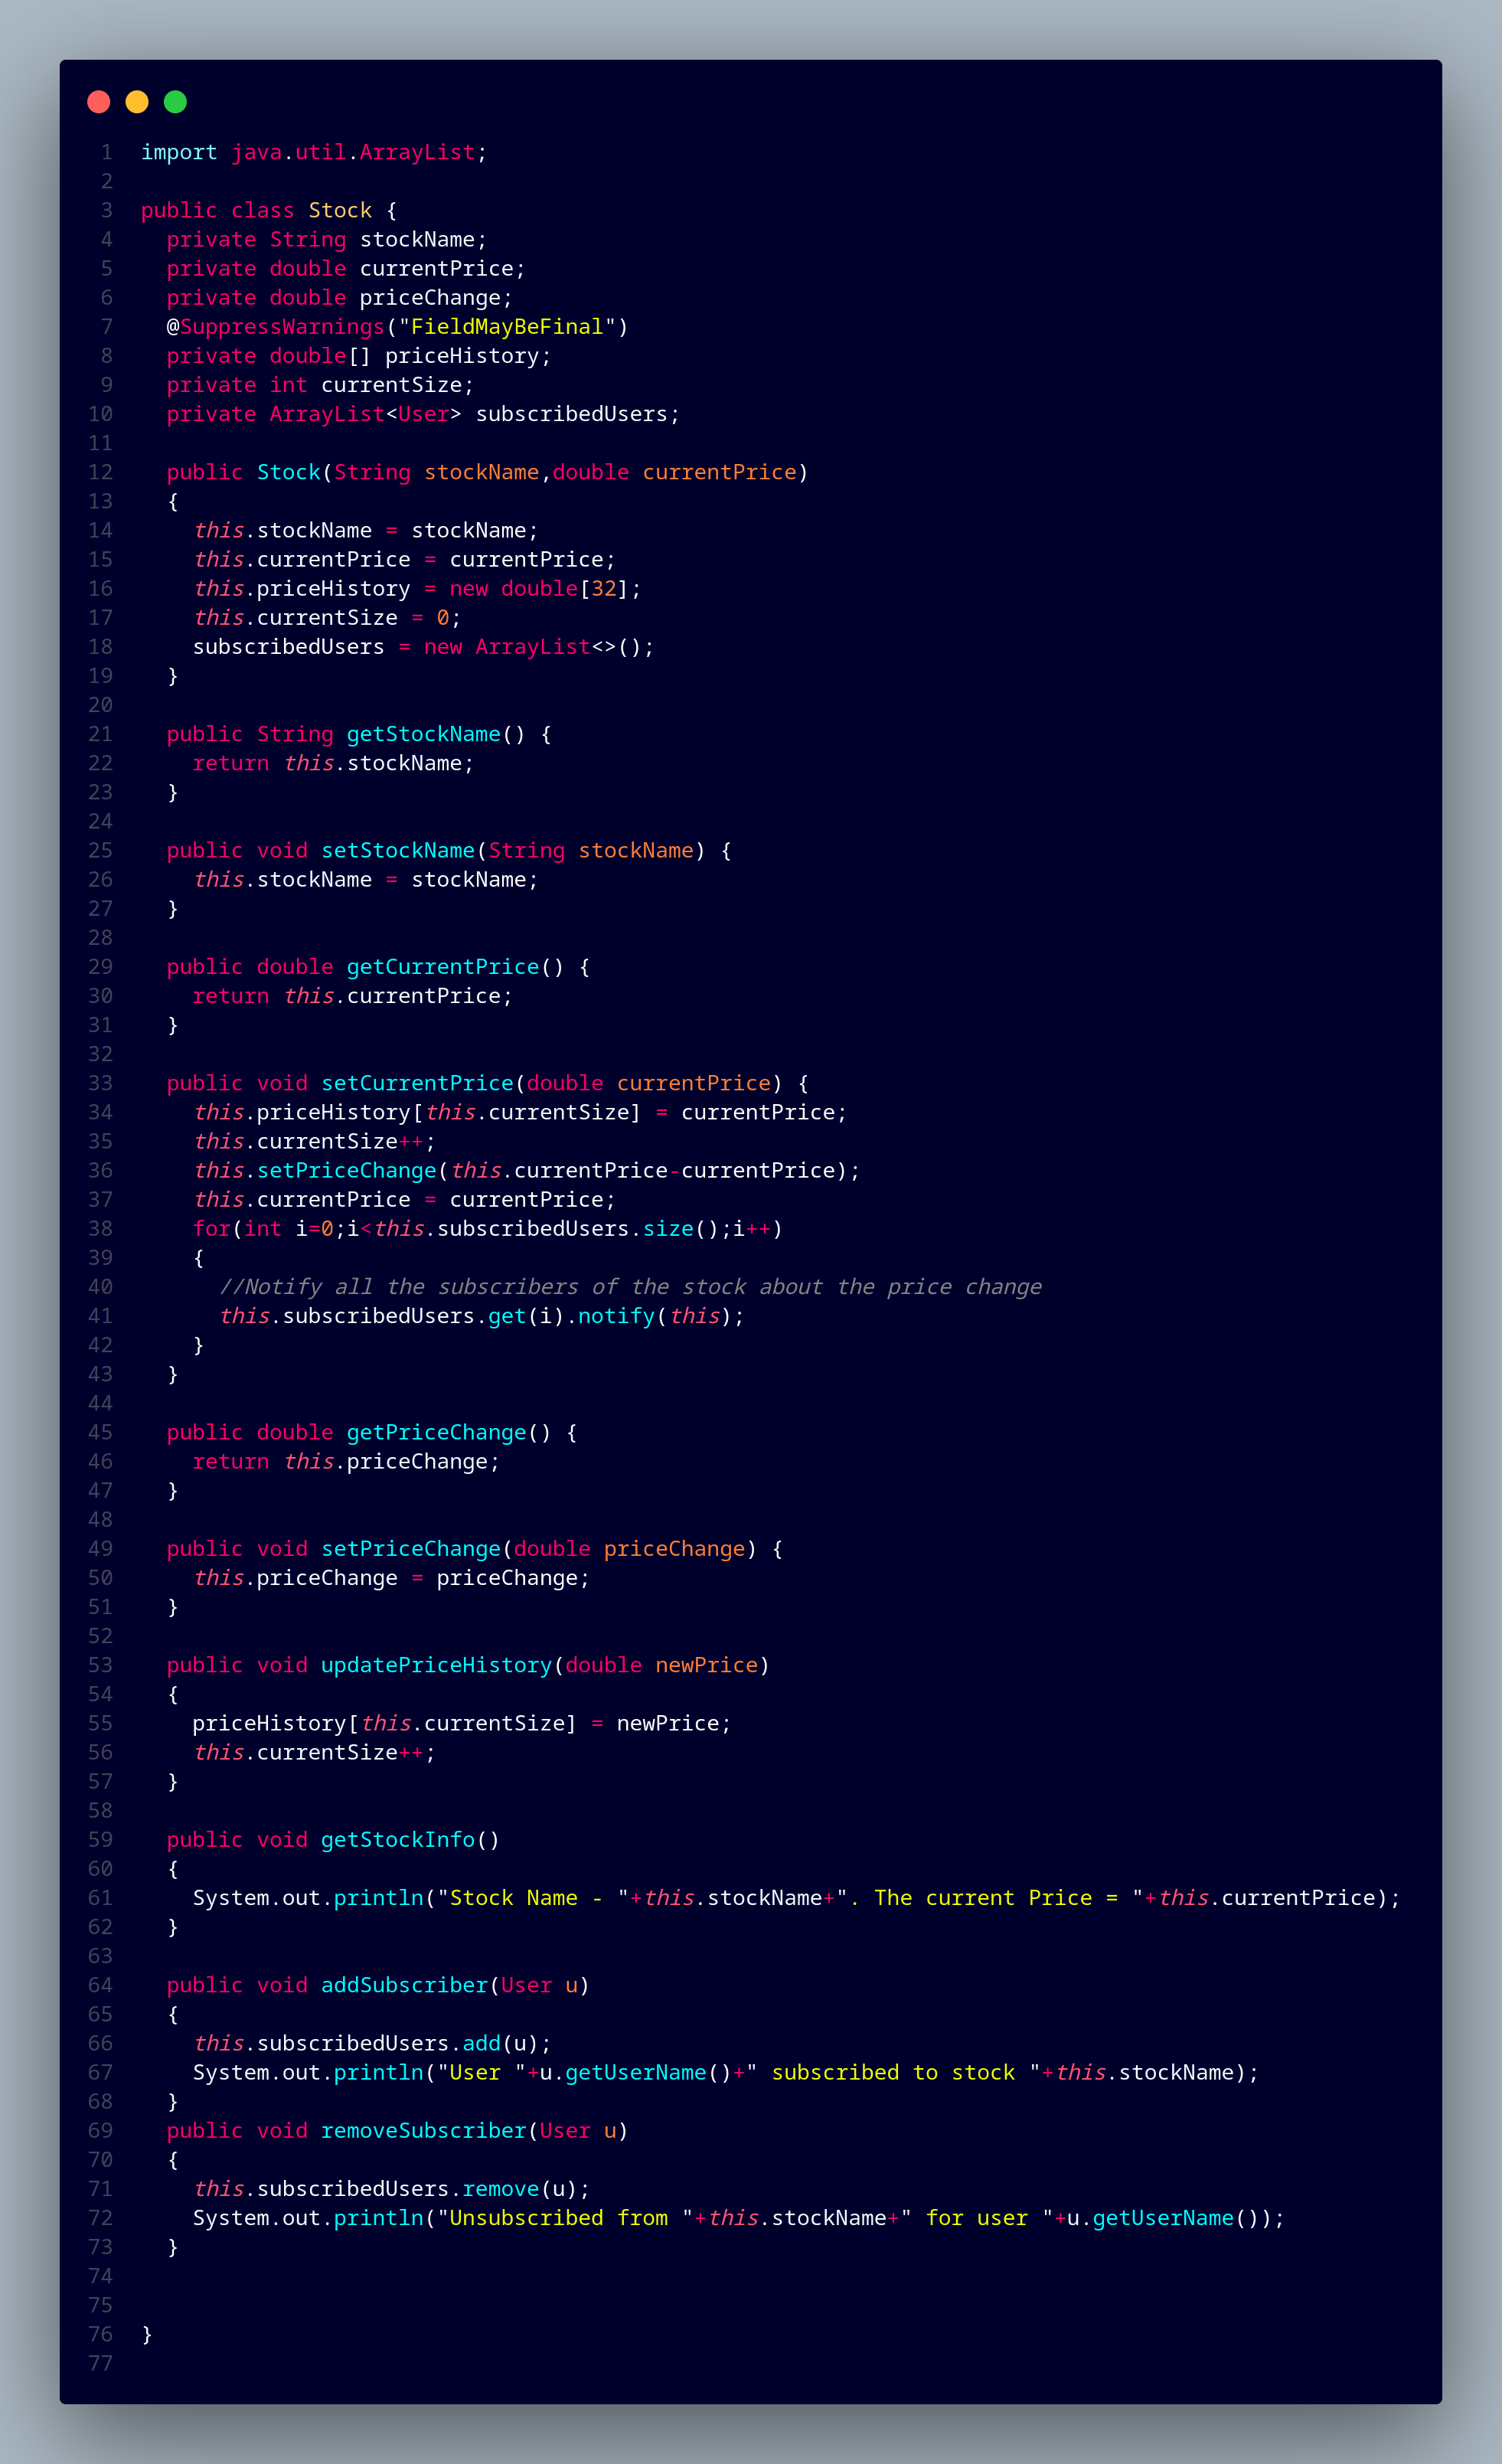 1 import java.util.ArrayList;
2
3 public class Stock {
4   private String stockName;
5   private double currentPrice;
6   private double priceChange;
7   @SuppressWarnings("FieldMayBeFinal")
8   private double[] priceHistory;
9   private int currentSize;
10   private ArrayList<User> subscribedUsers;
11
12   public Stock(String stockName,double currentPrice)
13   {
14     this.stockName = stockName;
15     this.currentPrice = currentPrice;
16     this.priceHistory = new double[32];
17     this.currentSize = 0;
18     subscribedUsers = new ArrayList<>();
19   }
20
21   public String getStockName() {
22     return this.stockName;
23   }
24
25   public void setStockName(String stockName) {
26     this.stockName = stockName;
27   }
28
29   public double getCurrentPrice() {
30     return this.currentPrice;
31   }
32
33   public void setCurrentPrice(double currentPrice) {
34     this.priceHistory[this.currentSize] = currentPrice;
35     this.currentSize++;
36     this.setPriceChange(this.currentPrice-currentPrice);
37     this.currentPrice = currentPrice;
38     for(int i=0;i<this.subscribedUsers.size();i++)
39     {
40       //Notify all the subscribers of the stock about the price change
41       this.subscribedUsers.get(i).notify(this);
42     }
43   }
44
45   public double getPriceChange() {
46     return this.priceChange;
47   }
48
49   public void setPriceChange(double priceChange) {
50     this.priceChange = priceChange;
51   }
52
53   public void updatePriceHistory(double newPrice)
54   {
55     priceHistory[this.currentSize] = newPrice;
56     this.currentSize++;
57   }
58
59   public void getStockInfo()
60   {
61     System.out.println("Stock Name - "+this.stockName+". The current Price = "+this.currentPrice);
62   }
63
64   public void addSubscriber(User u)
65   {
66     this.subscribedUsers.add(u);
67     System.out.println("User "+u.getUserName()+" subscribed to stock "+this.stockName);
68   }
69   public void removeSubscriber(User u)
70   {
71     this.subscribedUsers.remove(u);
72     System.out.println("Unsubscribed from "+this.stockName+" for user "+u.getUserName());
73   }
74
75
76 }
77